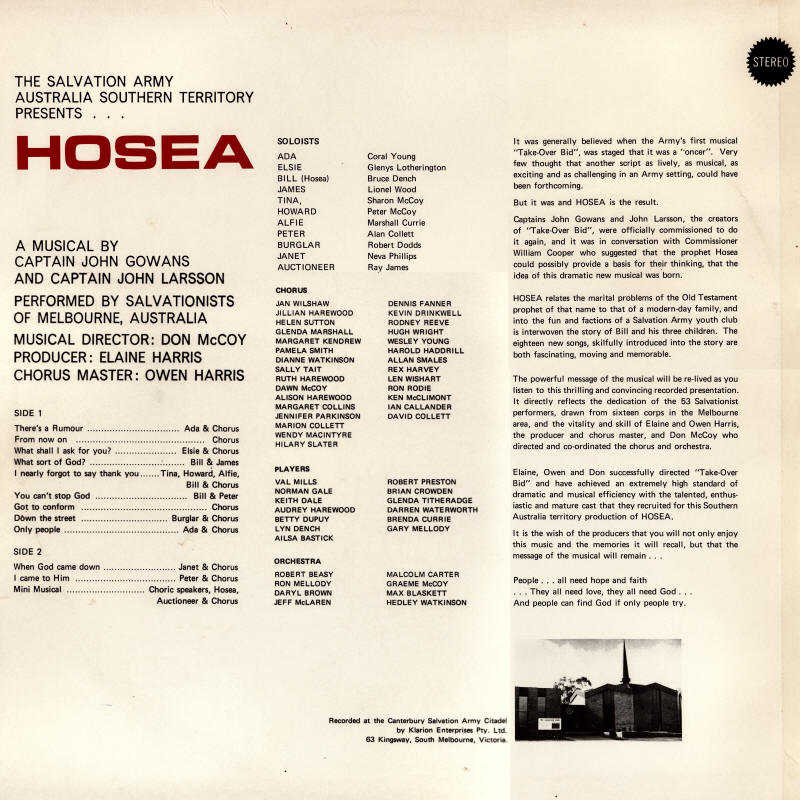 STEREO
THE SALVATION ARMY
AUSTRALIA SOUTHERN TERRITORY
PRESENTS . . .
HOSEA
A MUSICAL BY
CAPTAIN JOHN GOWANS
AND CAPTAIN JOHN LARSSON
PERFORMED BY SALVATIONISTS
OF MELBOURNE, AUSTRALIA
MUSICAL DIRECTOR: DON McCOY
PRODUCER: ELAINE HARRIS
CHORUS MASTER: OWEN HARRIS
SIDE 1
There's a Rumour .............................. Ada & Chorus
From now on ........................................ Chorus
What shall I ask for you? .................... Elsie & Chorus
What sort of God? .............................. Bill & James
I nearly forgot to say thank you ...... Tina, Howard, Alfie,
Bill & Chorus
You can't stop God .............................. Bill & Peter
Got to conform ..................................... Chorus
Down the street ........................... Burglar & Chorus
Only people ................................... Ada & Chorus
SIDE 2
When God came down ....................... Janet & Chorus
I came to Him ................................ Peter & Chorus
Mini Musical ......................... Choric speakers, Hosea,
Auctioneer & Chorus
SOLOISTS
ADA Coral Young
ELSIE Glenys Lotherington
BILL (Hosea) Bruce Dench
JAMES Lionel Wood
TINA, Sharon McCoy
HOWARD Peter McCoy
ALFIE Marshall Currie
PETER Alan Collett
BURGLAR Robert Dodds
JANET Neva Phillips
AUCTIONEER Ray James
CHORUS
JAN WILSHAW DENNIS FANNER
JILLIAN HAREWOOD KEVIN DRINKWELL
HELEN SUTTON RODNEY REEVE
GLENDA MARSHALL HUGH WRIGHT
MARGARET KENDREW WESLEY YOUNG
PAMELA SMITH HAROLD HADDRILL
DIANNE WATKINSON ALLAN SMALES
SALLY TAIT REX HARVEY
RUTH HAREWOOD LEN WISHART
DAWN McCOY RON RODIE
ALISON HAREWOOD KEN McCLIMONT
MARGARET COLLINS IAN CALLANDER
JENNIFER PARKINSON DAVID COLLETT
MARION COLLETT
WENDY MACINTYRE
HILARY SLATER
PLAYERS
VAL MILLS ROBERT PRESTON
NORMAN GALE BRIAN CROWDEN
KEITH DALE GLENDA TITHERADGE
AUDREY HAREWOOD DARREN WATERWORTH
BETTY DUPUY BRENDA CURRIE
LYN DENCH GARY MELLODY
AILSA BASTICK
ORCHESTRA
ROBERT BEASY MALCOLM CARTER
RON MELLODY GRAEME McCOY
DARYL BROWN MAX BLASKETT
JEFF McLAREN HEDLEY WATKINSON
It was generally believed when the Army's first musical
"Take-Over Bid", was staged that it was a "oncer". Very
few thought that another script as lively, as musical, as
exciting and as challenging in an Army setting, could have
been forthcoming.
But it was and HOSEA is the result.
Captains John Gowans and John Larsson, the creators
of "Take-Over Bid", were officially commissioned to do
it again, and it was in conversation with Commissioner
William Cooper who suggested that the prophet Hosea
could possibly provide a basis for their thinking, that the
idea of this dramatic new musical was born.
HOSEA relates the marital problems of the Old Testament
prophet of that name to that of a modern-day family, and
into the fun and factions of a Salvation Army youth club
is interwoven the story of Bill and his three children. The
eighteen new songs, skilfully introduced into the story are
both fascinating, moving and memorable.
The powerful message of the musical will be re-lived as you
listen to this thrilling and convincing recorded presentation.
It directly reflects the dedication of the 53 Salvationist
performers, drawn from sixteen corps in the Melbourne
area, and the vitality and skill of Elaine and Owen Harris,
the producer and chorus master, and Don McCoy who
directed and co-ordinated the chorus and orchestra.
Elaine, Owen and Don successfully directed "Take-Over
Bid" and have achieved an extremely high standard of
dramatic and musical efficiency with the talented, enthus-
iastic and mature cast that they recruited for this Southern
Australia territory production of HOSEA.
It is the wish of the producers that you will not only enjoy
this music and the memories it will recall, but that the
message of the musical will remain . . .
People . . . all need hope and faith
. . . They all need love, they all need God . . .
And people can find God if only people try.
Recorded at the Canterbury Salvation Army Citadel
by Klarion Enterprises Pty. Ltd.
63 Kingsway, South Melbourne, Victoria.